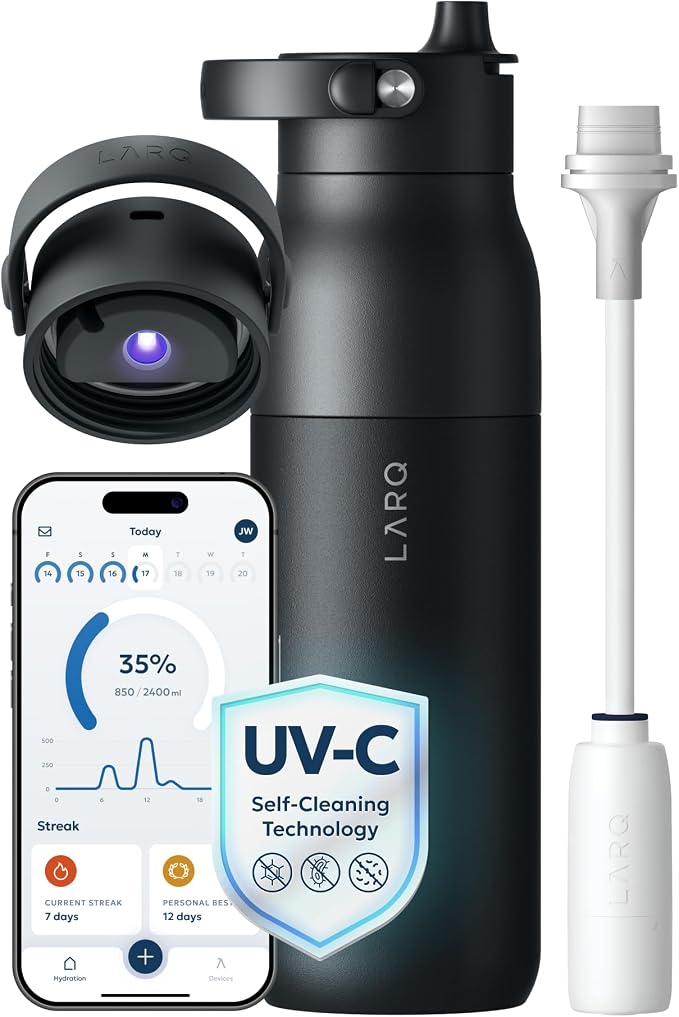 LARQ
LARQ
Today
JW
F S S M T W T
14 15 16 17 18 19 20
35%
850 / 2400 ml
500
250
0
0 6 12 18
Streak
CURRENT STREAK
7 days
PERSONAL BES
12 days
Hydration
Devices
UV-C
Self-Cleaning
Technology
LARQ